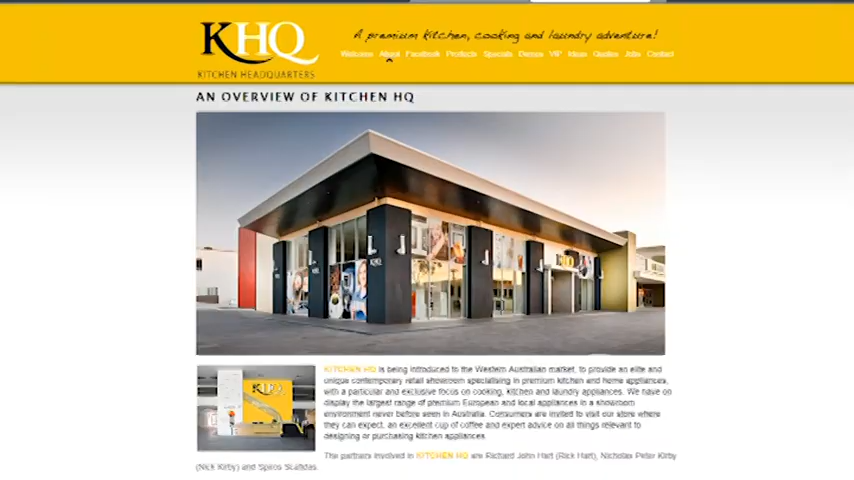 KHQ
KITCHEN HEADQUARTERS
A premium kitchen, cooking and laundry adventure!
Welcome About Facebook Products Specials Demos VIP Ideas Quotes Jobs Contact
AN OVERVIEW OF KITCHEN HQ
KHQ
KHQ
KHQ
KITCHEN HQ is being introduced to the Western Australian market, to provide an elite and
unique contemporary retail showroom specialising in premium kitchen and home appliances,
with a particular and exclusive focus on cooking, kitchen and laundry appliances. We have on
display the largest range of premium European and local appliances in a showroom
environment never before seen in Australia. Consumers are invited to visit our store where
they can expect, an excellent cup of coffee and expert advice on all things relevant to
designing or purchasing kitchen appliances.
The partners involved in KITCHEN HQ are Richard John Hart (Rick Hart), Nicholas Peter Kirby
(Nick Kirby) and Spiros